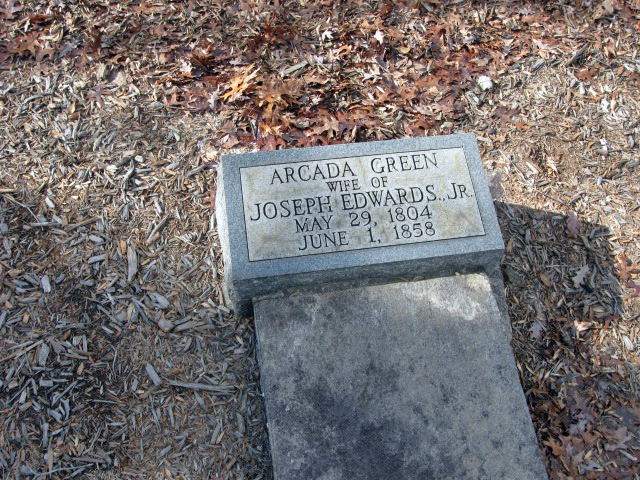 ARCADA GREEN
WIFE OF
JOSEPH EDWARDS., JR.
MAY 29, 1804
JUNE 1, 1858